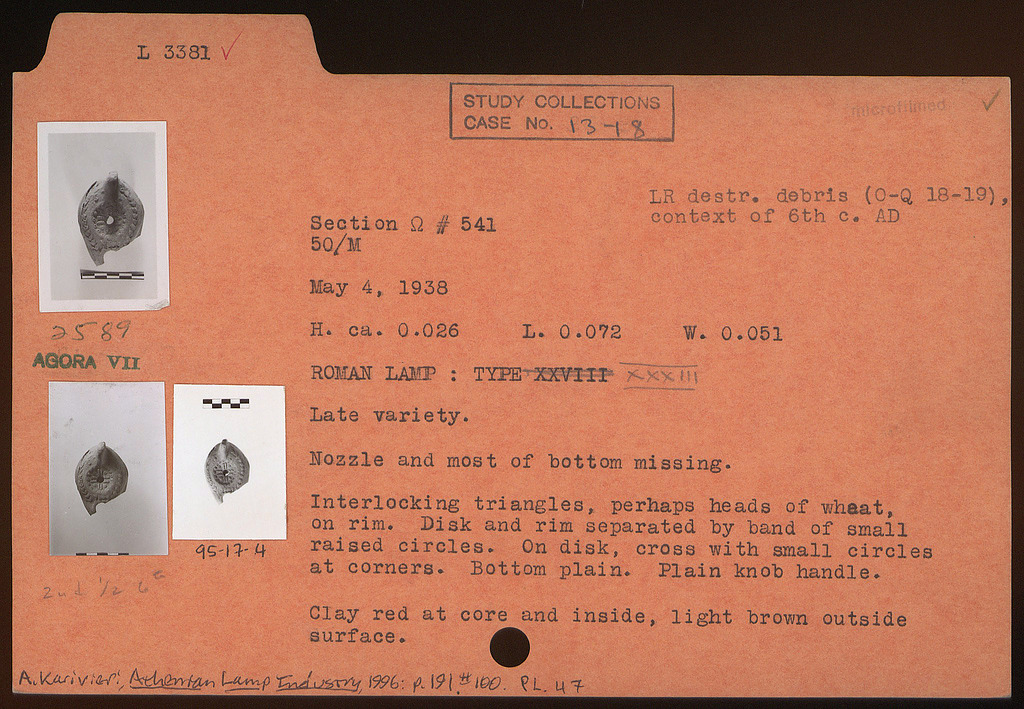 L 3381 ✓
STUDY COLLECTIONS
CASE No. 13-18
microfilmed ✓
LR destr. debris (O-Q 18-19),
context of 6th c. AD
Section Ω # 541
50/M
May 4, 1938
H. ca. 0.026 L. 0.072 W. 0.051
2589
AGORA VII
ROMAN LAMP : TYPE XXVIII XXXIII
Late variety.
Nozzle and most of bottom missing.
Interlocking triangles, perhaps heads of wheat,
on rim. Disk and rim separated by band of small
raised circles. On disk, cross with small circles
at corners. Bottom plain. Plain knob handle.
95-17-4
2nd 1/2 6c
Clay red at core and inside, light brown outside
surface.
A. Karivieri, Athenian Lamp Industry, 1996: p. 191. # 100. PL. 47